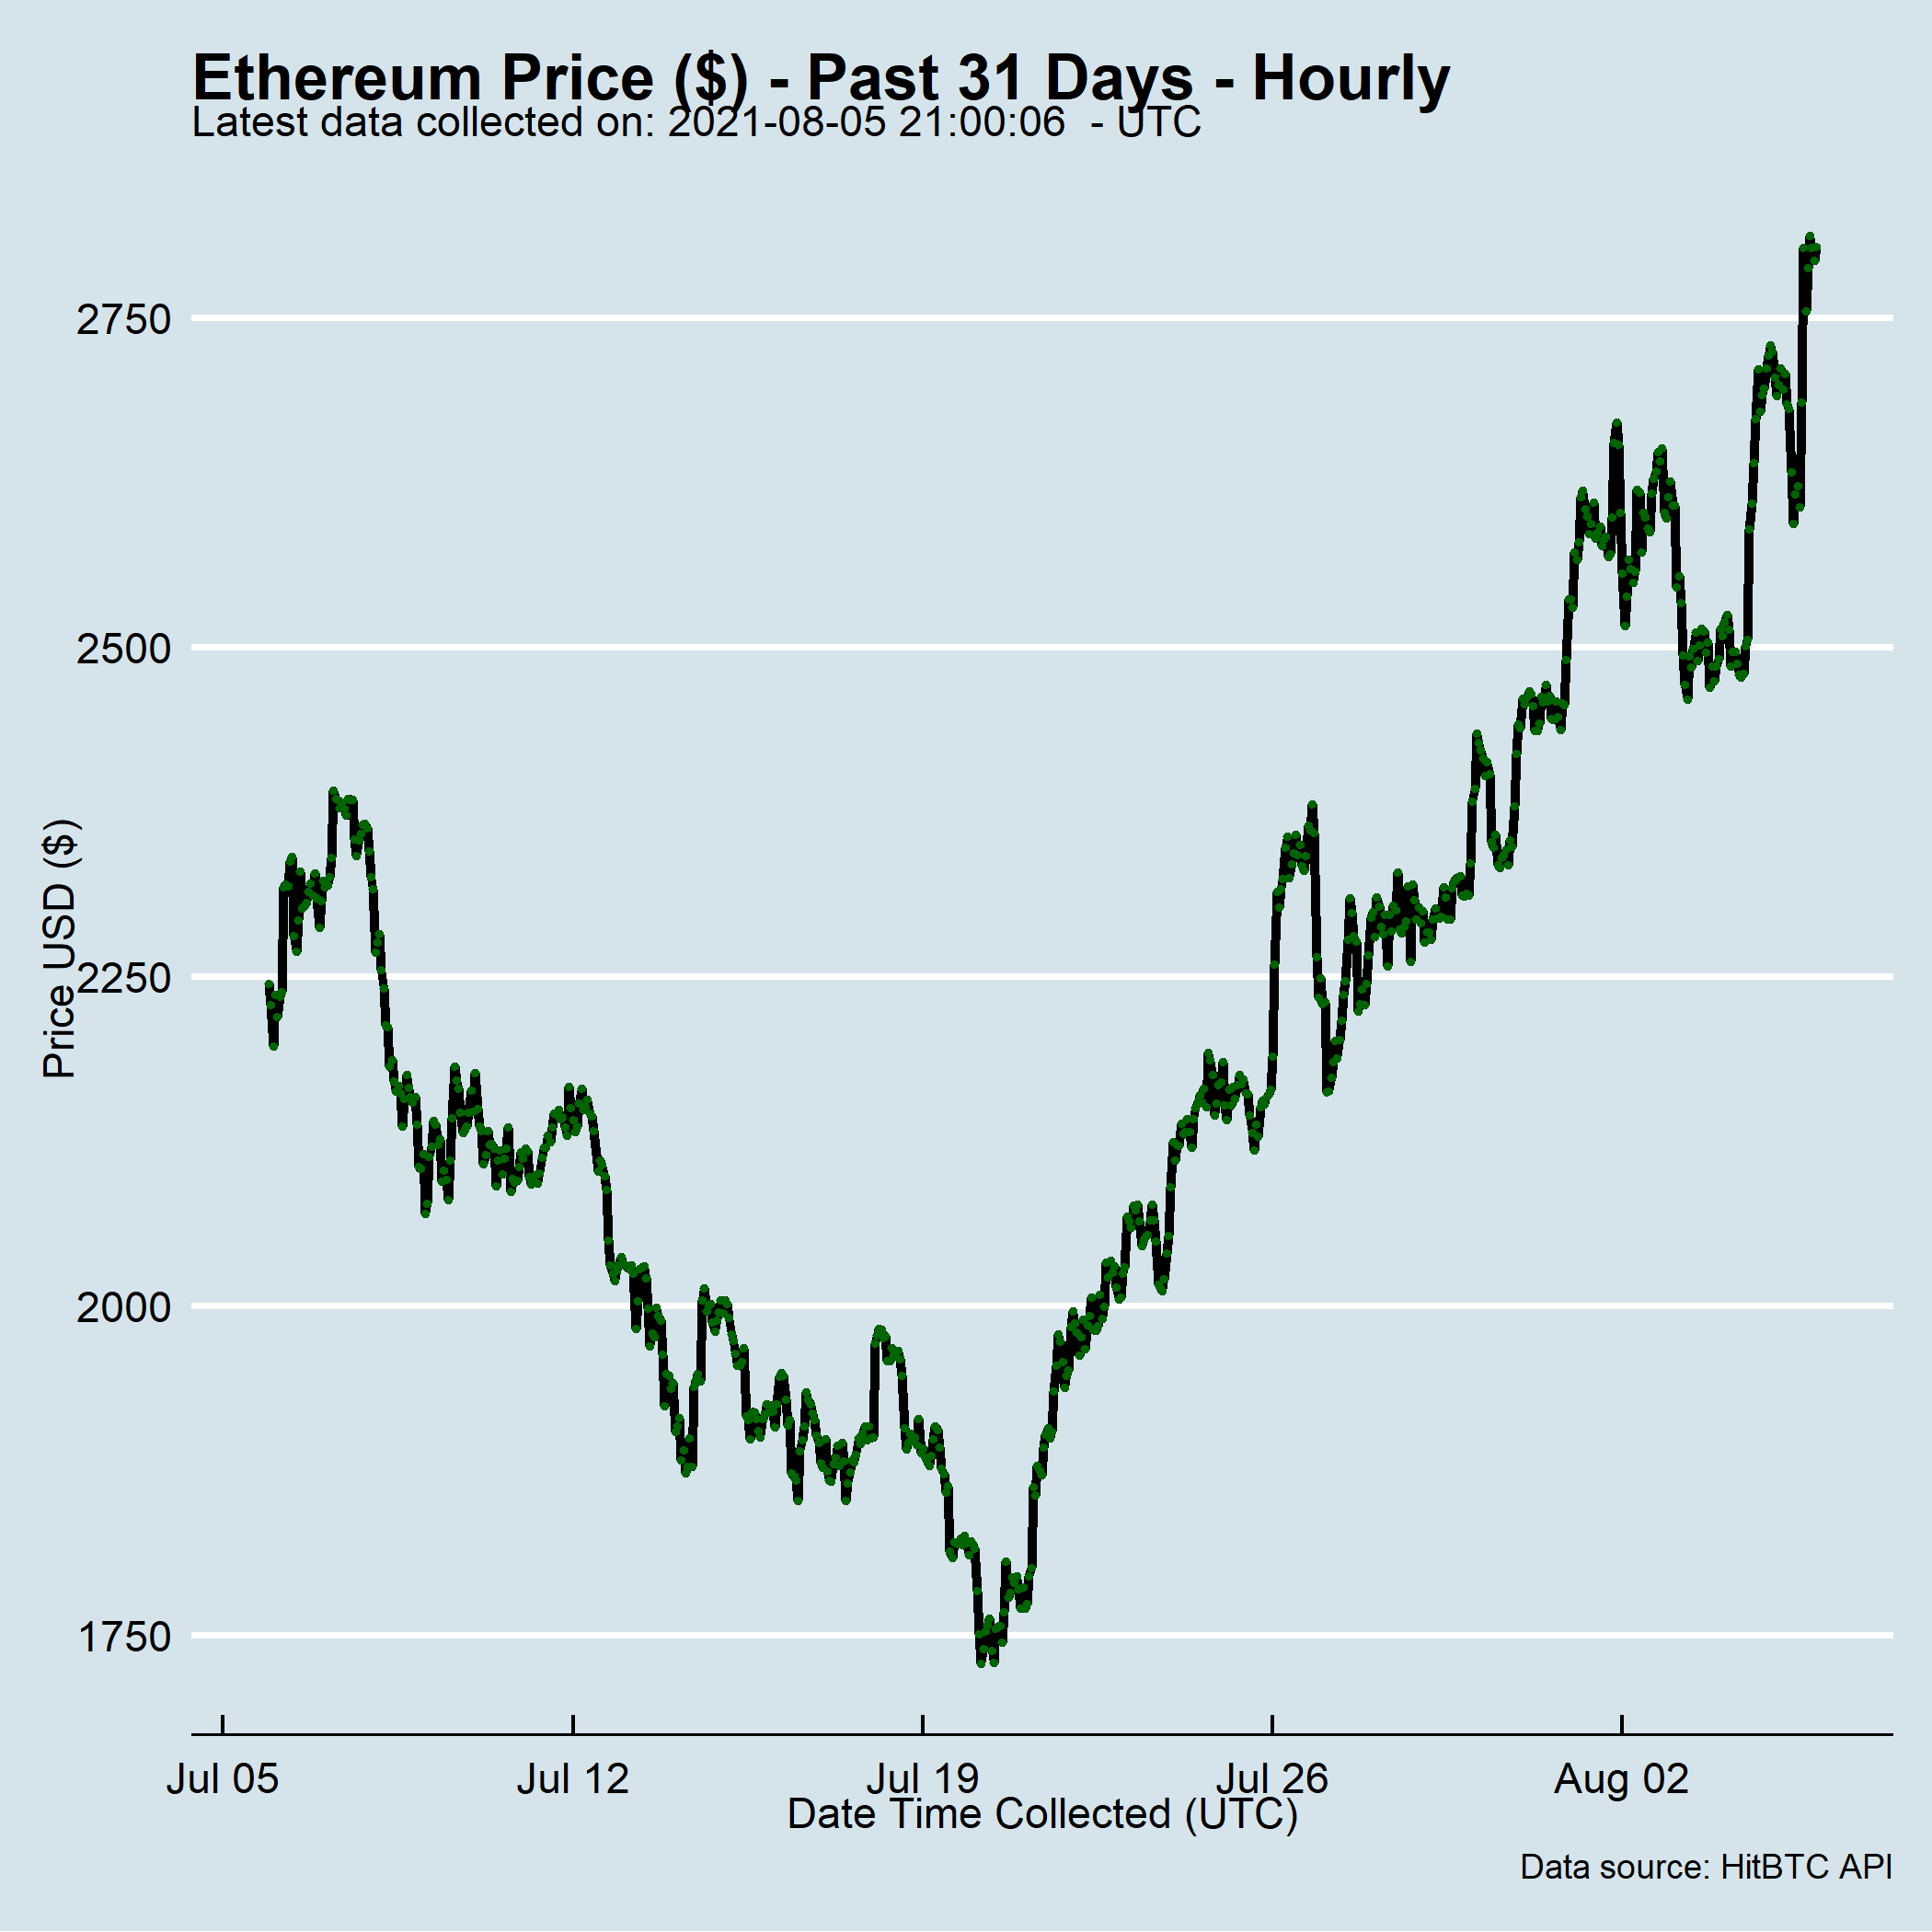 Ethereum Price ($) - Past 31 Days - Hourly
Latest data collected on: 2021-08-05 21:00:06  - UTC
Price USD ($)
2750
2500
2250
2000
1750
Jul 05
Jul 12
Jul 19
Jul 26
Aug 02
Date Time Collected (UTC)
Data source: HitBTC API